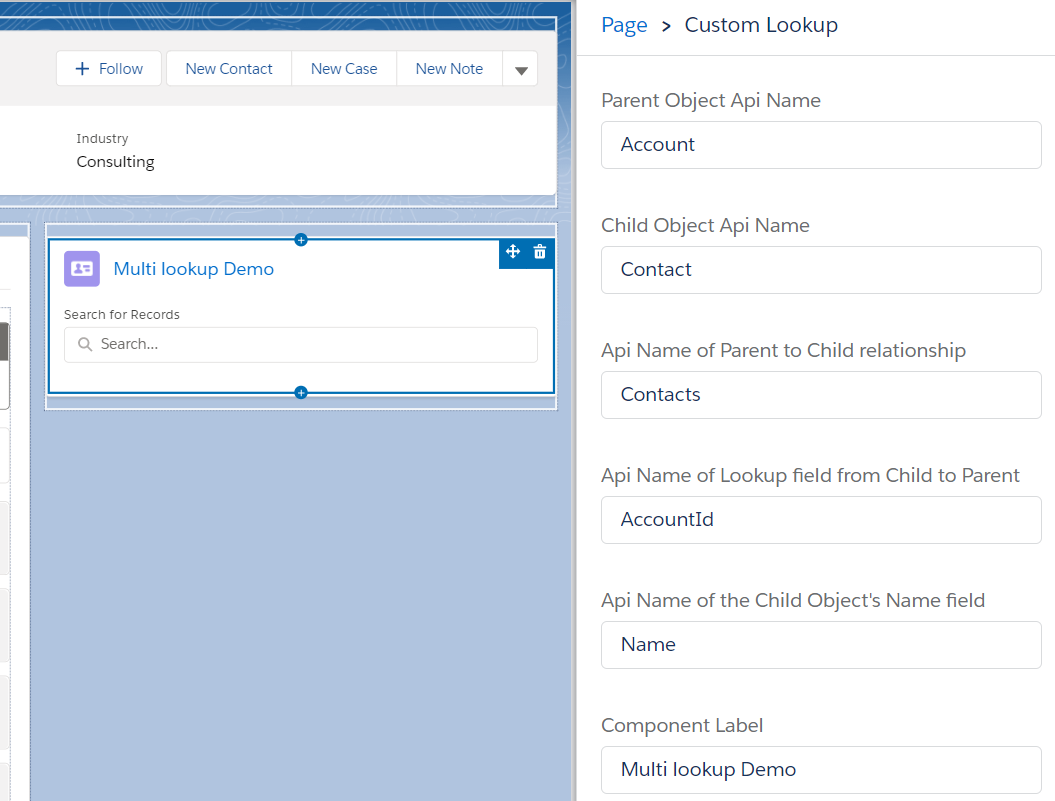 Follow New Contact New Case New Note
Industry
Consulting
Multi lookup Demo
Search for Records
Search...
Page > Custom Lookup
Parent Object Api Name
Account
Child Object Api Name
Contact
Api Name of Parent to Child relationship
Contacts
Api Name of Lookup field from Child to Parent
AccountId
Api Name of the Child Object's Name field
Name
Component Label
Multi lookup Demo